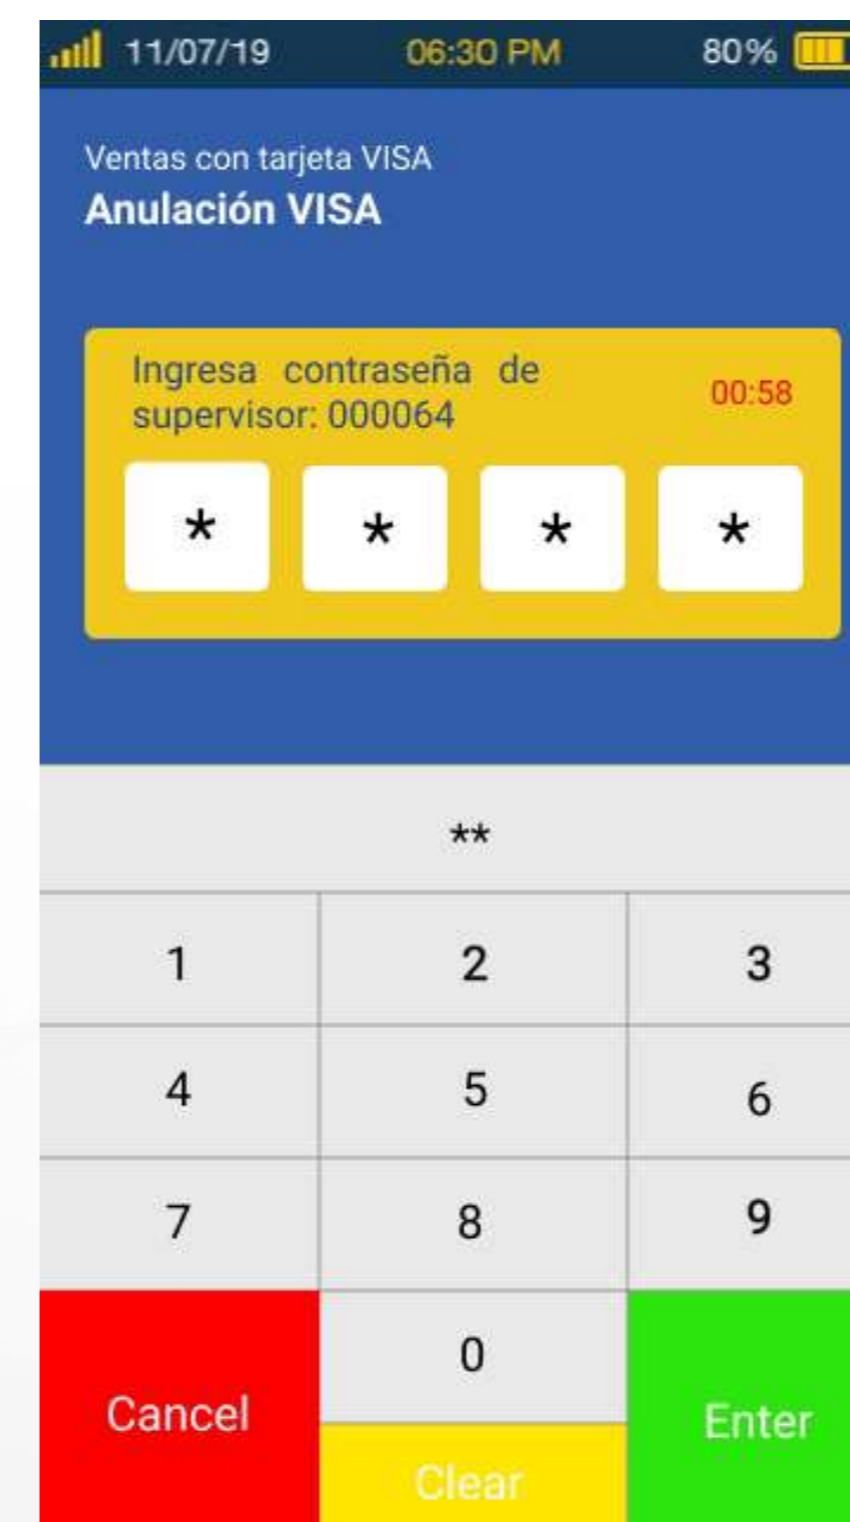 11/07/19 06:30 PM 80%
Ventas con tarjeta VISA
Anulación VISA
Ingresa contraseña de
supervisor: 000064
00:58
* * * *
**
1 2 3
4 5 6
7 8 9
0
Cancel Enter
Clear